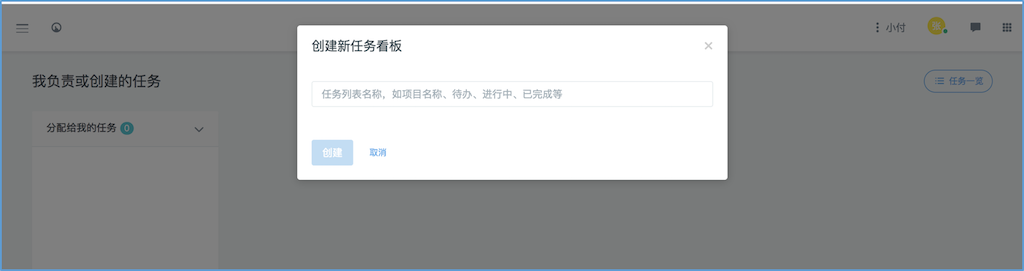 创建新任务看板
小付
我负责或创建的任务
任务一览
任务列表名称，如项目名称、待办、进行中、已完成等
分配给我的任务 0
创建 取消